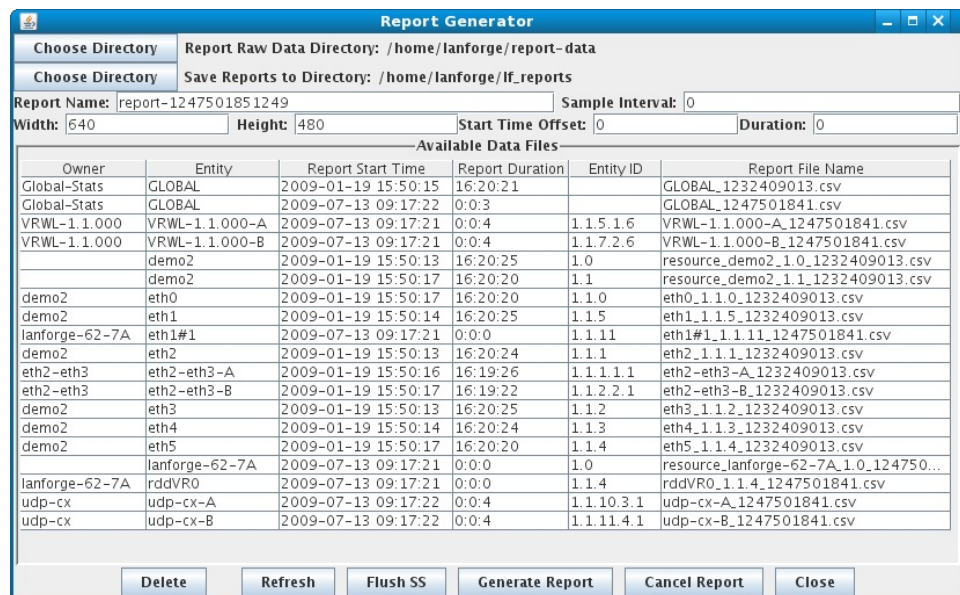 Report Generator
Choose Directory Report Raw Data Directory: /home/lanforge/report-data
Choose Directory Save Reports to Directory: /home/lanforge/lf_reports
Report Name: report-1247501851249 Sample Interval: 0
Width: 640 Height: 480 Start Time Offset: 0 Duration: 0
Available Data Files
Owner Entity Report Start Time Report Duration Entity ID Report File Name
Global-Stats GLOBAL 2009-01-19 15:50:15 16:20:21 GLOBAL_1232409013.csv
Global-Stats GLOBAL 2009-07-13 09:17:22 0:0:3 GLOBAL_1247501841.csv
VRWL-1.1.000 VRWL-1.1.000-A 2009-07-13 09:17:21 0:0:4 1.1.5.1.6 VRWL-1.1.000-A_1247501841.csv
VRWL-1.1.000 VRWL-1.1.000-B 2009-07-13 09:17:21 0:0:4 1.1.7.2.6 VRWL-1.1.000-B_1247501841.csv
demo2 2009-01-19 15:50:13 16:20:25 1.0 resource_demo2_1.0_1232409013.csv
demo2 2009-01-19 15:50:17 16:20:20 1.1 resource_demo2_1.1_1232409013.csv
demo2 eth0 2009-01-19 15:50:17 16:20:20 1.1.0 eth0_1.1.0_1232409013.csv
demo2 eth1 2009-01-19 15:50:14 16:20:25 1.1.5 eth1_1.1.5_1232409013.csv
lanforge-62-7A eth1#1 2009-07-13 09:17:21 0:0:0 1.1.11 eth1#1_1.1.11_1247501841.csv
demo2 eth2 2009-01-19 15:50:13 16:20:24 1.1.1 eth2_1.1.1_1232409013.csv
eth2-eth3 eth2-eth3-A 2009-01-19 15:50:16 16:19:26 1.1.1.1.1 eth2-eth3-A_1232409013.csv
eth2-eth3 eth2-eth3-B 2009-01-19 15:50:17 16:19:22 1.1.2.2.1 eth2-eth3-B_1232409013.csv
demo2 eth3 2009-01-19 15:50:13 16:20:25 1.1.2 eth3_1.1.2_1232409013.csv
demo2 eth4 2009-01-19 15:50:14 16:20:24 1.1.3 eth4_1.1.3_1232409013.csv
demo2 eth5 2009-01-19 15:50:17 16:20:20 1.1.4 eth5_1.1.4_1232409013.csv
lanforge-62-7A 2009-07-13 09:17:21 0:0:0 1.0 resource_lanforge-62-7A_1.0_124750...
lanforge-62-7A rddVR0 2009-07-13 09:17:21 0:0:0 1.1.4 rddVR0_1.1.4_1247501841.csv
udp-cx udp-cx-A 2009-07-13 09:17:22 0:0:4 1.1.10.3.1 udp-cx-A_1247501841.csv
udp-cx udp-cx-B 2009-07-13 09:17:22 0:0:4 1.1.11.4.1 udp-cx-B_1247501841.csv
Delete Refresh Flush SS Generate Report Cancel Report Close